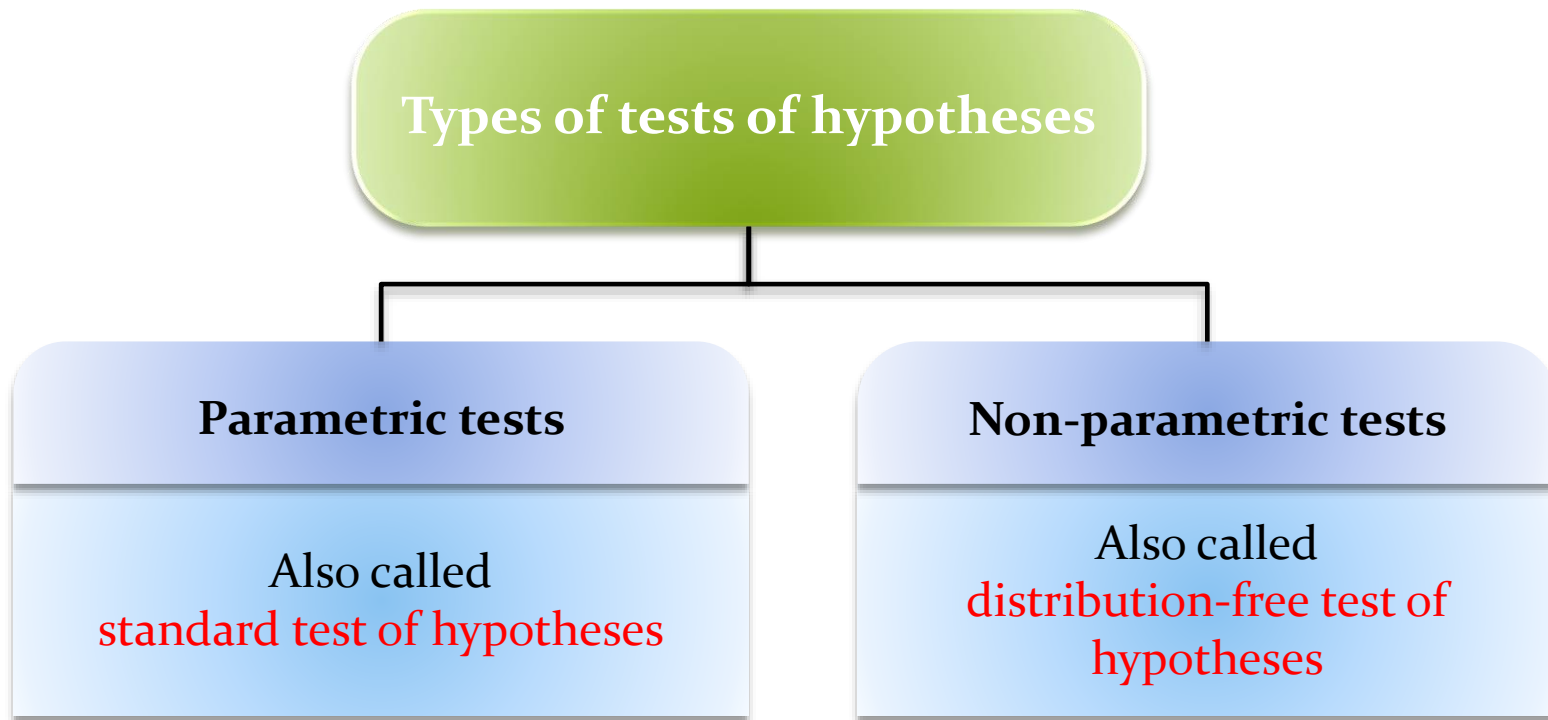 Types of tests of hypotheses
Parametric tests
Also called
standard test of hypotheses
Non-parametric tests
Also called
distribution-free test of
hypotheses